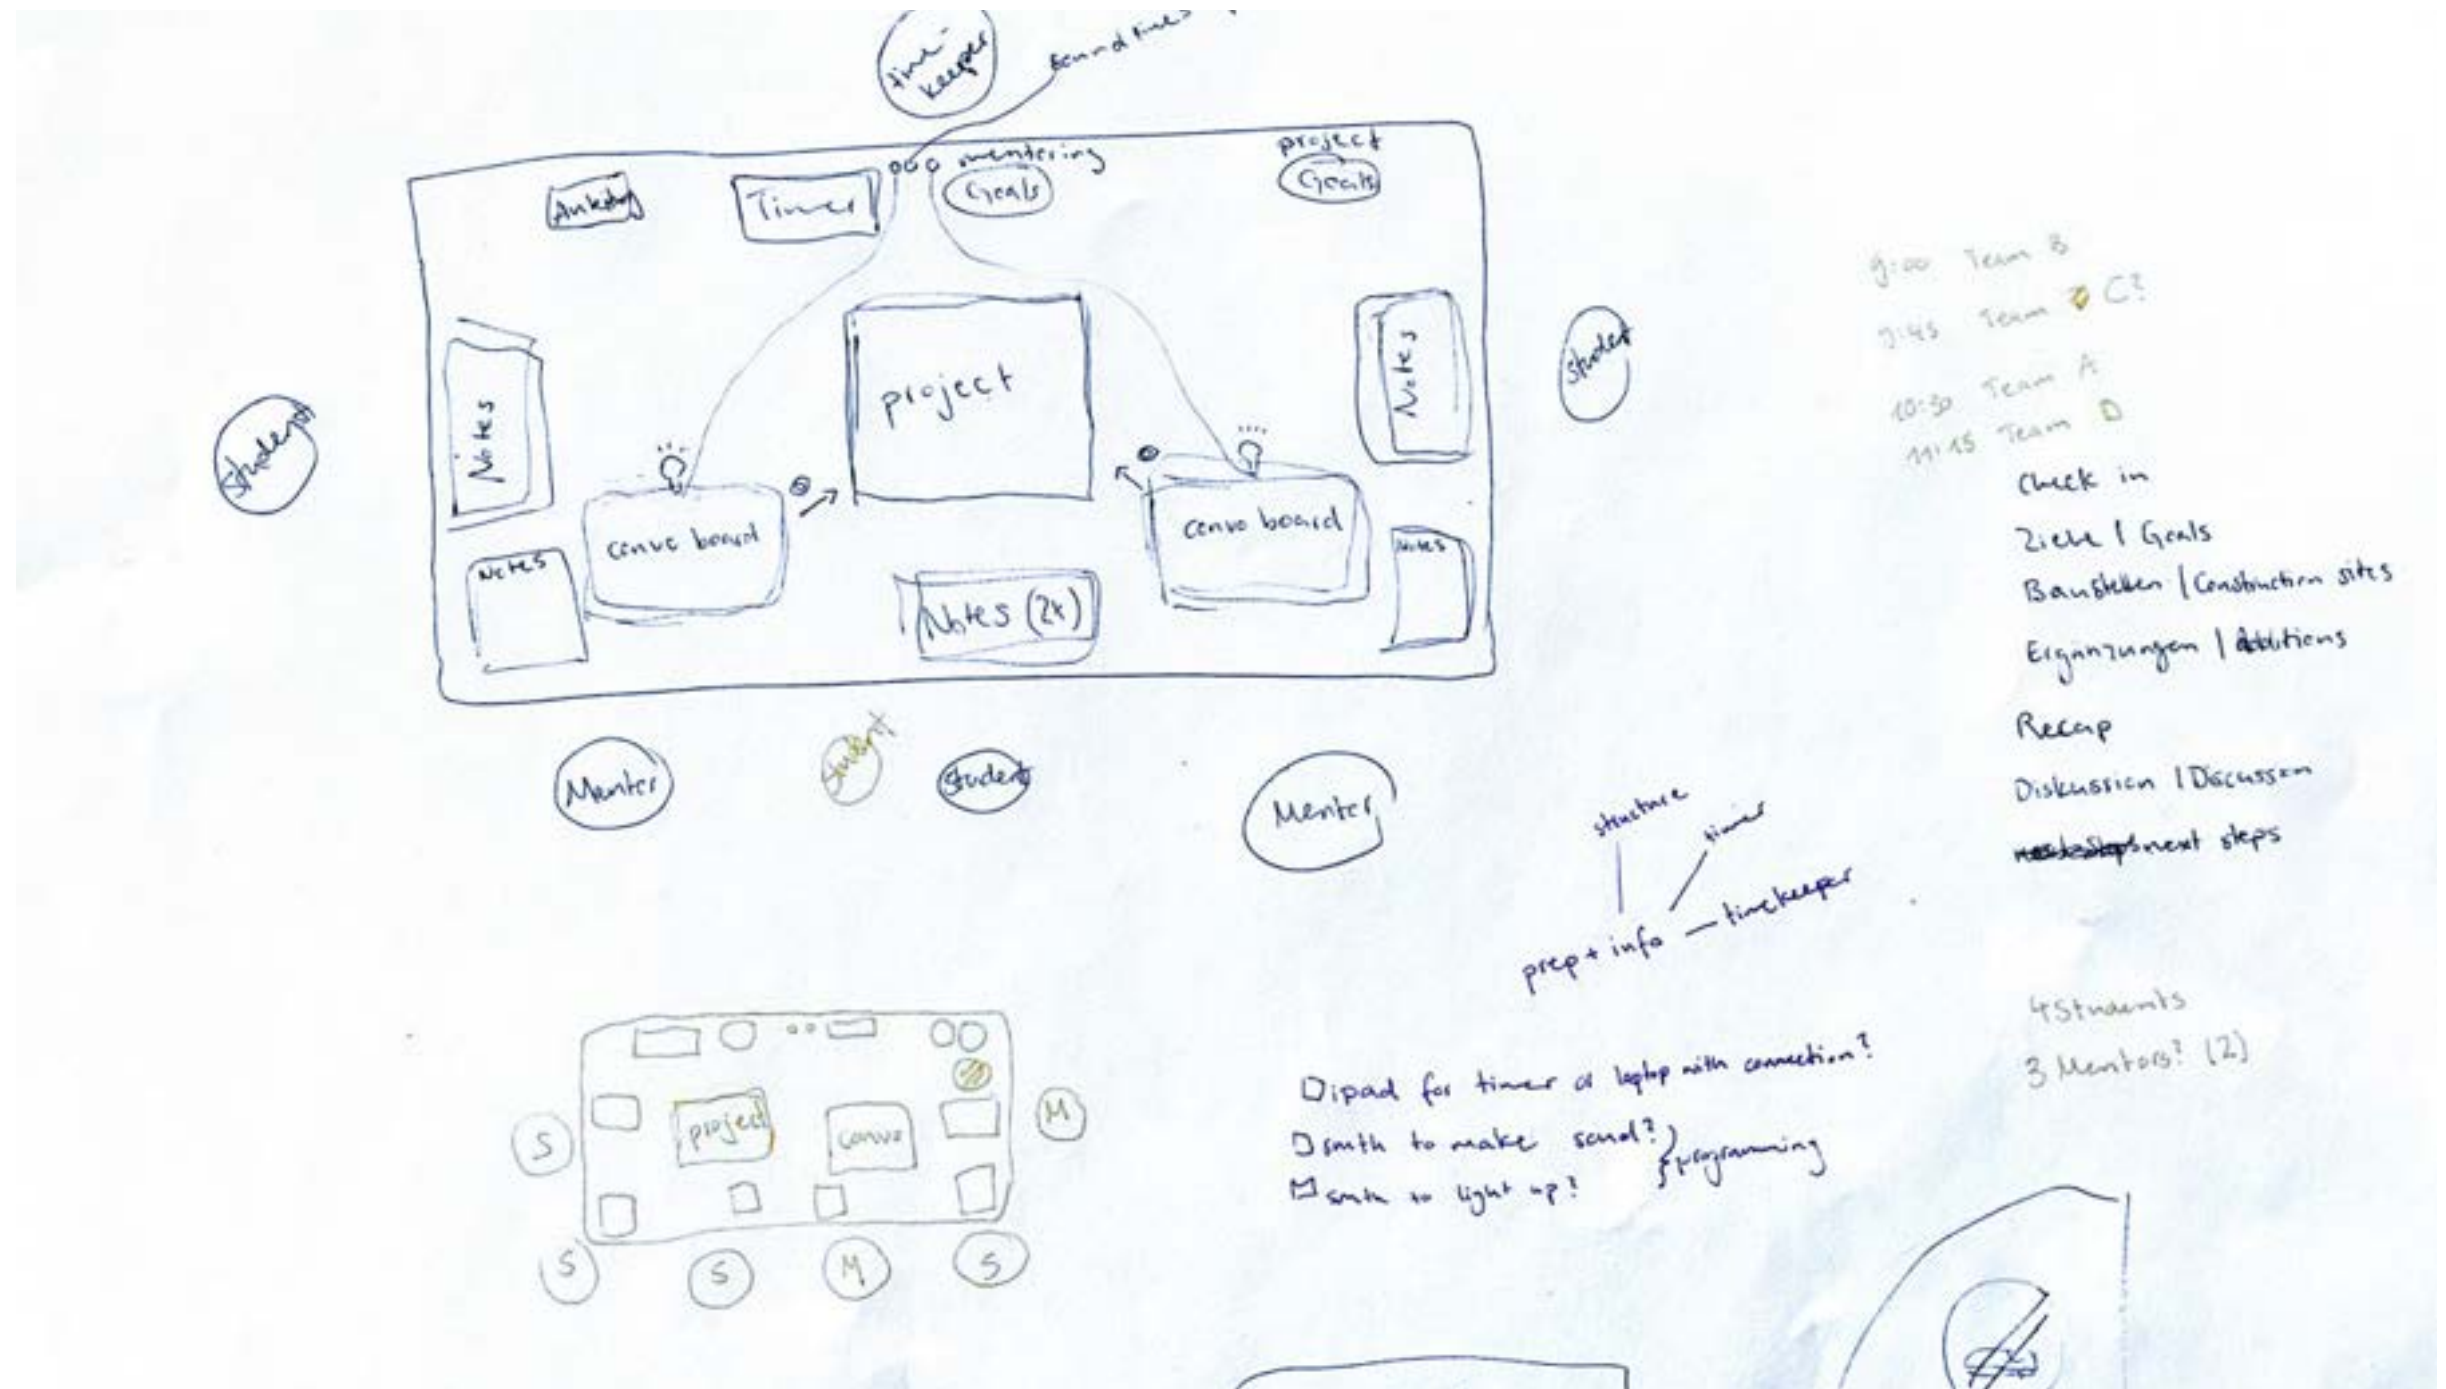 time-
keeper
sound
mentoring
Goals
project
Goals
Timer
Notes
project
Notes
Student
Student
convo board
convo board
Notes
Notes
Notes (2x)
Mentor
Student
Student
Mentor
9:00 Team B
9:45 Team C?
10:30 Team A
11:15 Team D
Check in
Ziele / Goals
Baustellen / Construction sites
Ergänzungen / Additions
Recap
Diskussion / Discussion
next steps
structure
timer
timekeeper
prep + info
4 Students
3 Mentors? (2)
ipad for timer or laptop with connection?
smth to make sound?
smth to light up?
programming
project
convo
S
M
S
S
M
S